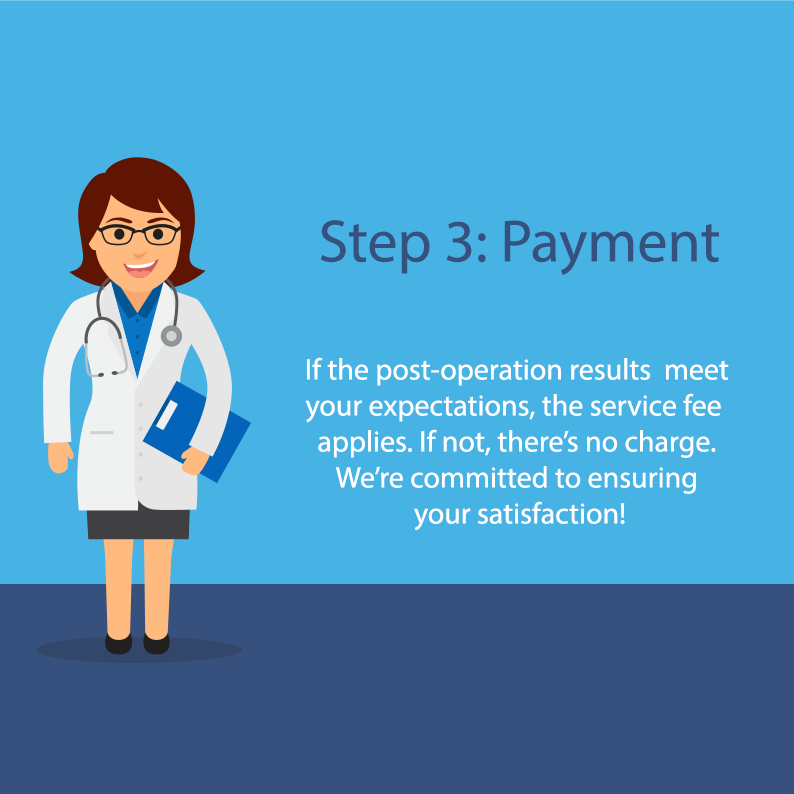 Step 3: Payment
If the post-operation results  meet
your expectations, the service fee
applies. If not, there’s no charge.
We’re committed to ensuring
your satisfaction!